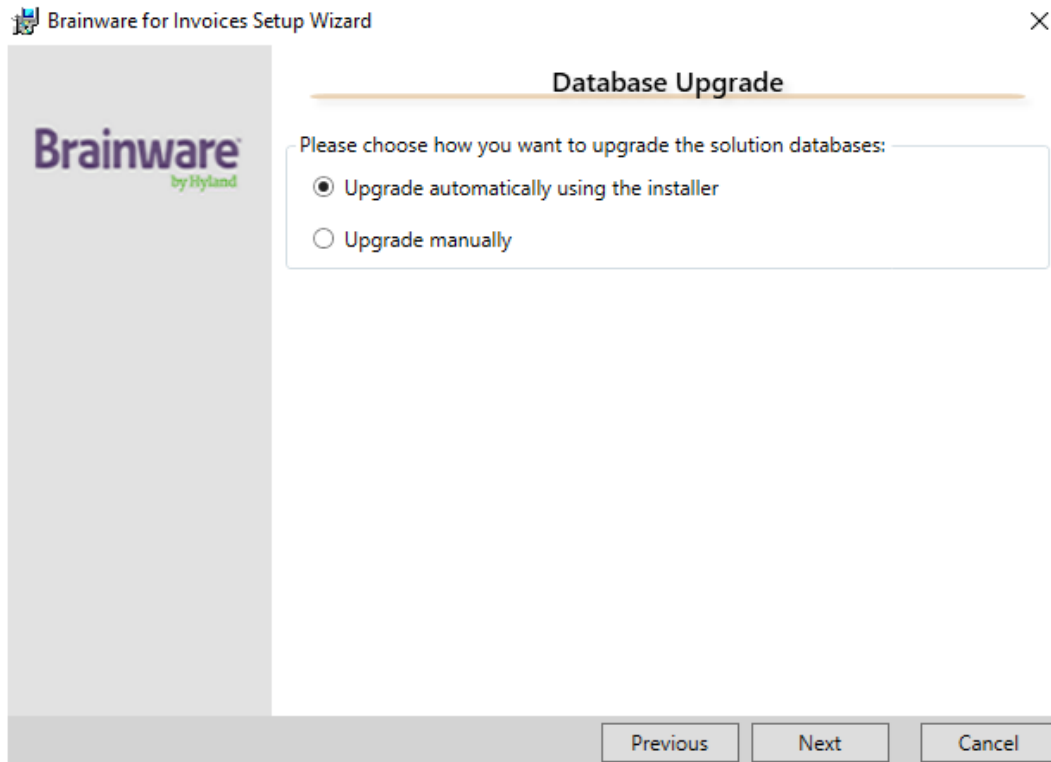 Brainware for Invoices Setup Wizard
Database Upgrade
Brainware
by Hyland
Please choose how you want to upgrade the solution databases:
Upgrade automatically using the installer
Upgrade manually
Previous
Next
Cancel